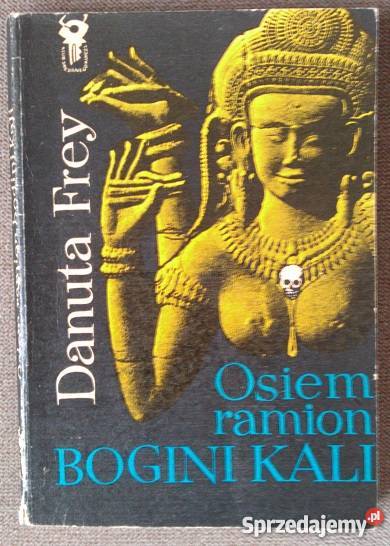 Danuta Frey
Osiem
ramion
BOGINI KALI
Sprzedajemy
.pl